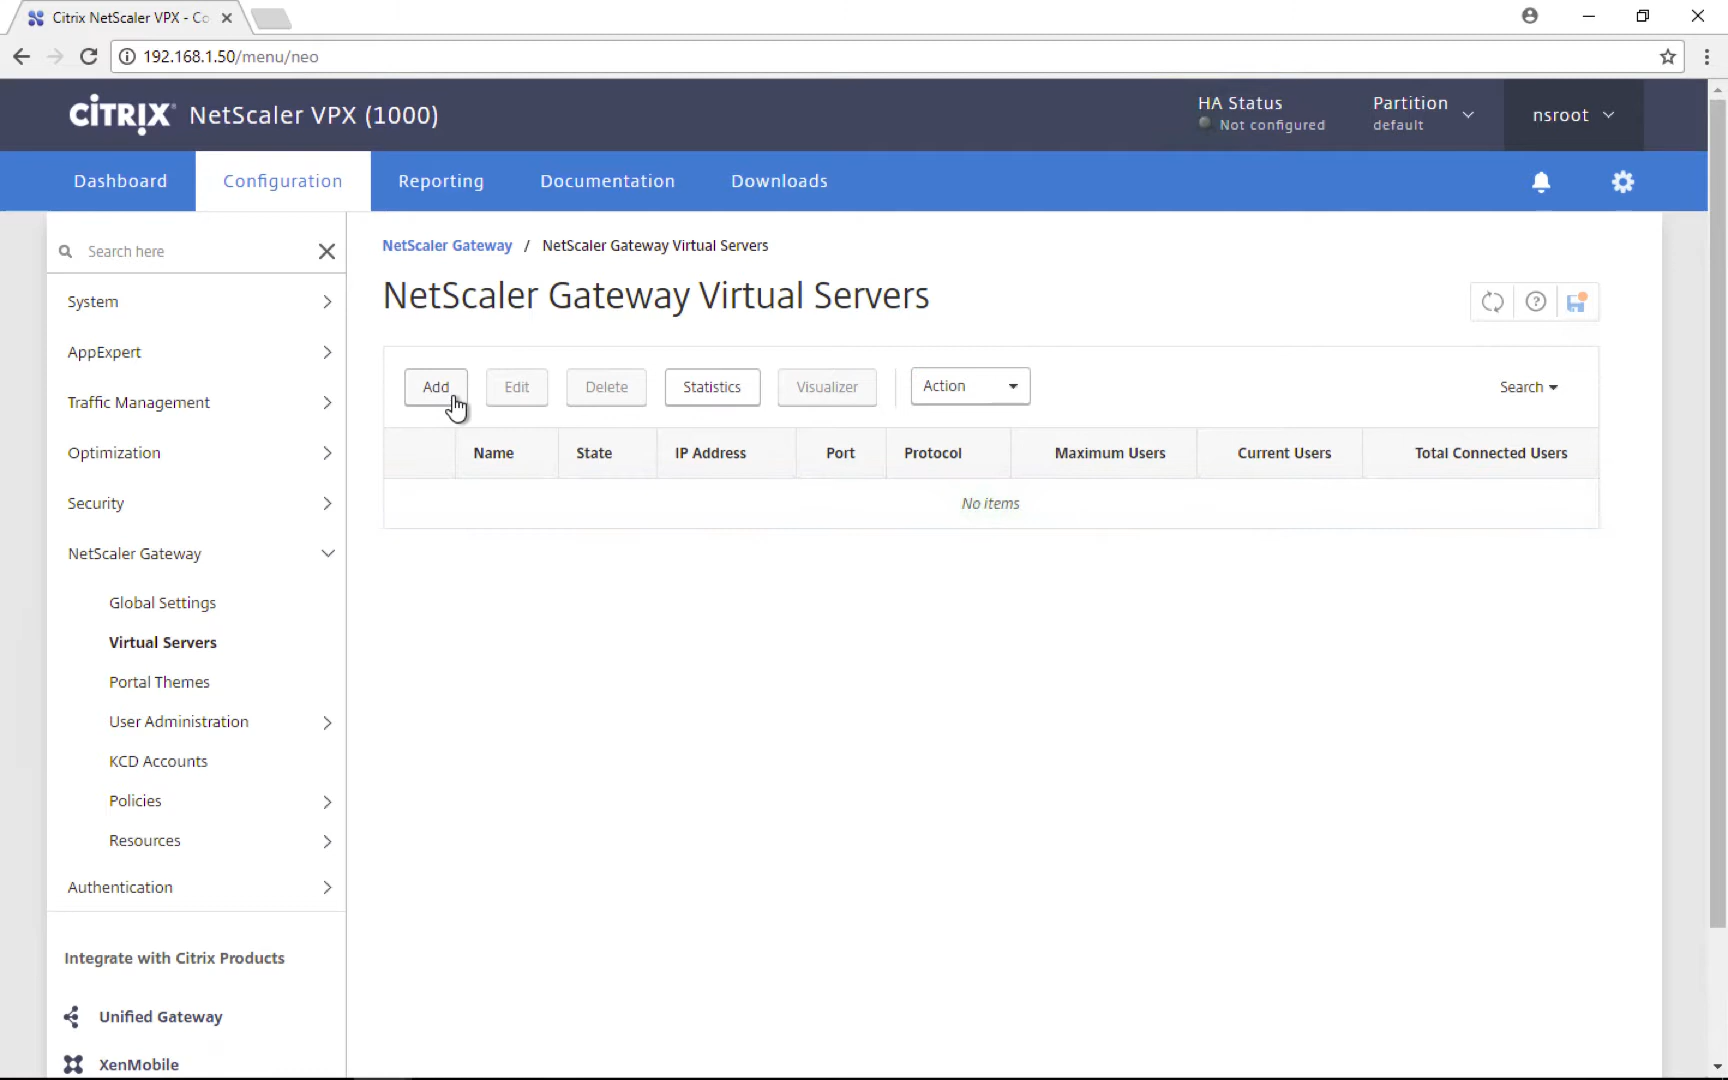 Citrix NetScaler VPX - Co
192.168.1.50/menu/neo
CİTRIX NetScaler VPX (1000)
HA Status
Not configured
Partition
default
nsroot
Dashboard
Configuration
Reporting
Documentation
Downloads
Search here
System
AppExpert
Traffic Management
Optimization
Security
NetScaler Gateway
Global Settings
Virtual Servers
Portal Themes
User Administration
KCD Accounts
Policies
Resources
Authentication
Integrate with Citrix Products
Unified Gateway
XenMobile
NetScaler Gateway / NetScaler Gateway Virtual Servers
NetScaler Gateway Virtual Servers
Add
Edit
Delete
Statistics
Visualizer
Action
Search
Name State IP Address Port Protocol Maximum Users Current Users Total Connected Users
No items